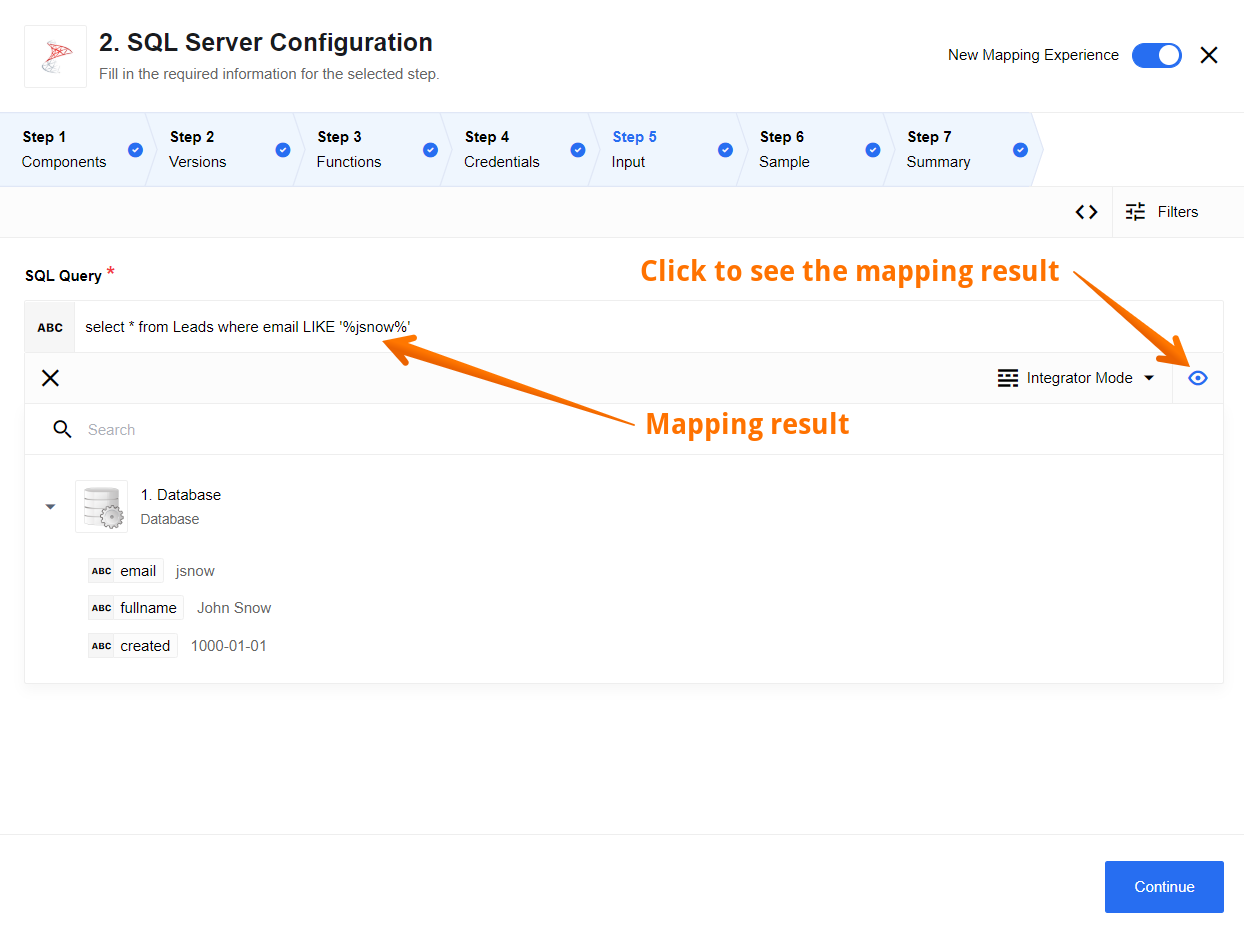 2. SQL Server Configuration
Fill in the required information for the selected step.
New Mapping Experience
Step 1
Components
Step 2
Versions
Step 3
Functions
Step 4
Credentials
Step 5
Input
Step 6
Sample
Step 7
Summary
Filters
SQL Query *
Click to see the mapping result
ABC select * from Leads where email LIKE '%jsnow%'
Integrator Mode
Mapping result
Search
1. Database
Database
ABC email jsnow
ABC fullname John Snow
ABC created 1000-01-01
Continue